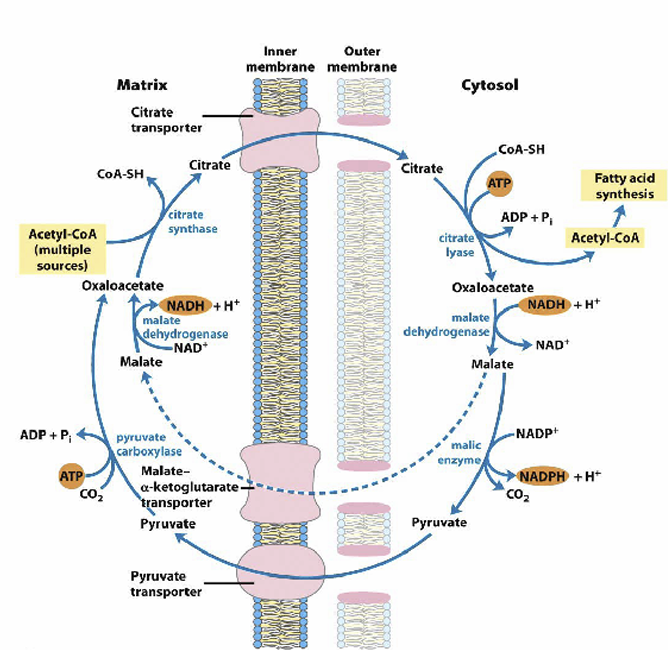 Inner
membrane
Outer
membrane
Matrix
Cytosol
Citrate
transporter
Citrate
CoA-SH
citrate
synthase
Acetyl-CoA
(multiple
sources)
Oxaloacetate
NADH + H⁺
malate
dehydrogenase
NAD⁺
Malate
ADP + Pᵢ
pyruvate
carboxylase
ATP
CO₂
Malate–
α-ketoglutarate
transporter
Pyruvate
Pyruvate
transporter
Citrate
CoA-SH
ATP
ADP + Pᵢ
citrate
lyase
Fatty acid
synthesis
Acetyl-CoA
Oxaloacetate
NADH + H⁺
malate
dehydrogenase
NAD⁺
Malate
NADP⁺
malic
enzyme
NADPH + H⁺
CO₂
Pyruvate